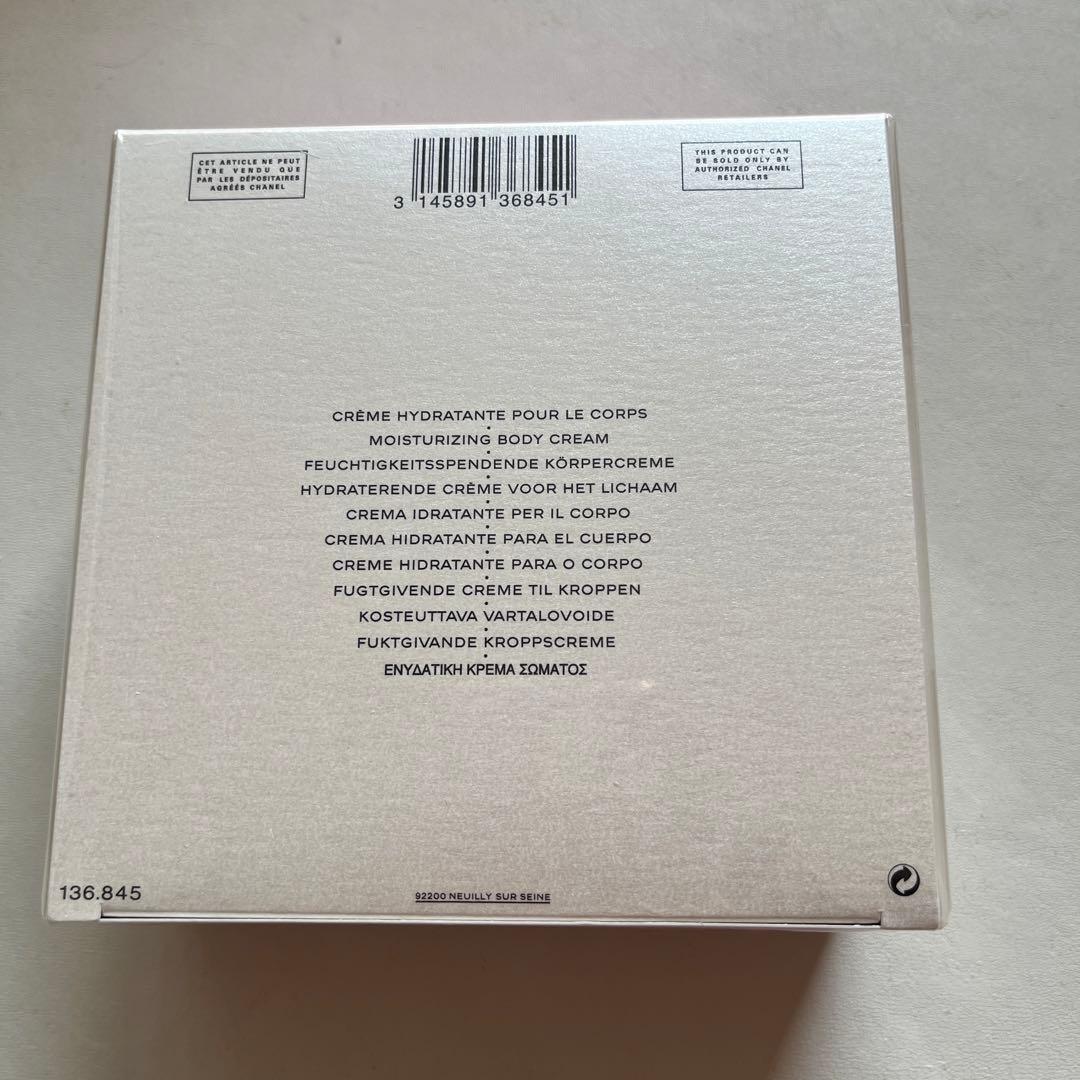 CET ARTICLE NE PEUT
ÊTRE VENDU QUE
PAR LES DÉPOSITAIRES
AGRÉÉS CHANEL
3 145891 368451
THIS PRODUCT CAN
BE SOLD ONLY BY
AUTHORIZED CHANEL
RETAILERS
CRÈME HYDRATANTE POUR LE CORPS
MOISTURIZING BODY CREAM
FEUCHTIGKEITSSPENDENDE KÖRPERCREME
HYDRATERENDE CRÈME VOOR HET LICHAAM
CREMA IDRATANTE PER IL CORPO
CREMA HIDRATANTE PARA EL CUERPO
CREME HIDRATANTE PARA O CORPO
FUGTGIVENDE CREME TIL KROPPEN
KOSTEUTTAVA VARTALOVOIDE
FUKTGIVANDE KROPPSCREME
ΕΝΥΔΑΤΙΚΗ ΚΡΕΜΑ ΣΩΜΑΤΟΣ
136.845
92200 NEUILLY SUR SEINE